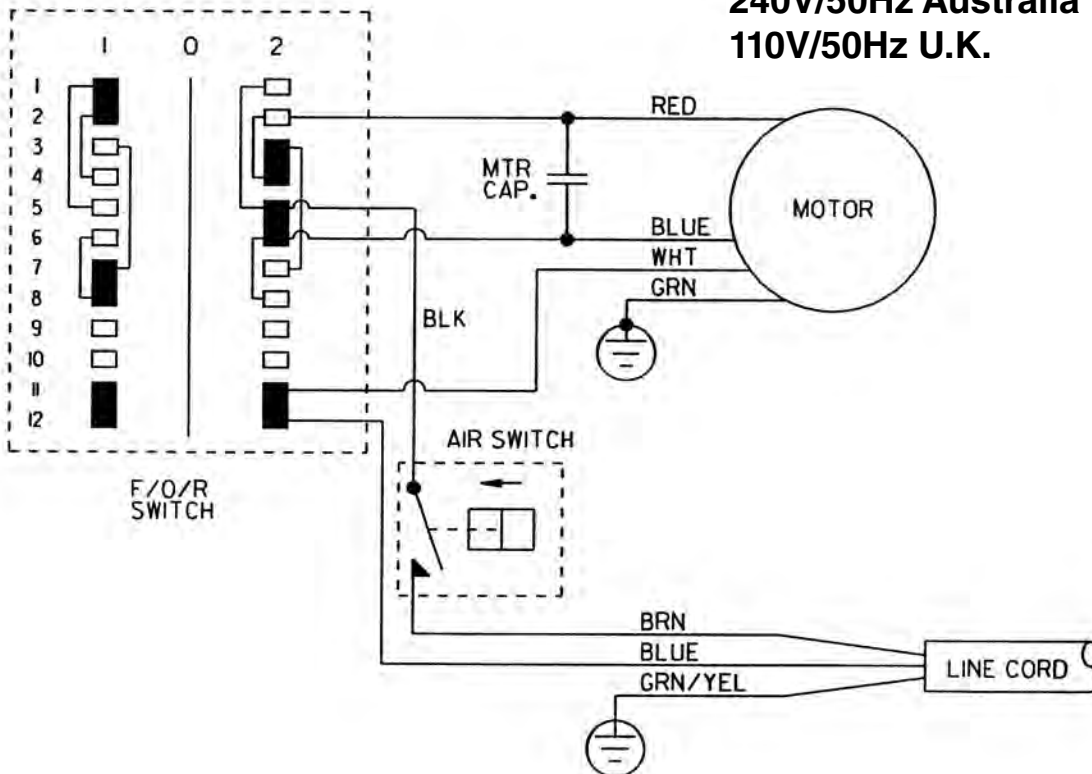 240V/50Hz Australia
110V/50Hz U.K.
1 0 2
1
2
3
4
5
6
7
8
9
10
11
12
F/O/R
SWITCH
RED
MTR
CAP.
MOTOR
BLUE
WHT
GRN
BLK
AIR SWITCH
BRN
BLUE
GRN/YEL
LINE CORD